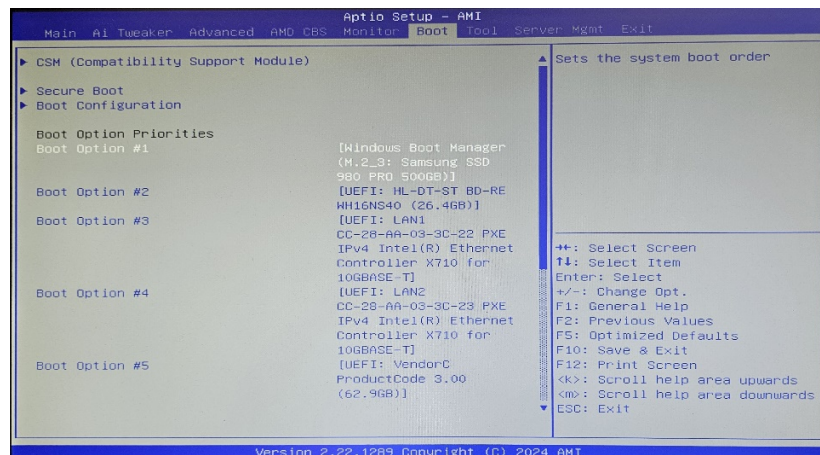 Aptio Setup - AMI
Main Ai Tweaker Advanced AMD CBS Monitor Boot Tool Server Mgmt Exit
CSM (Compatibility Support Module)
Secure Boot
Boot Configuration
Boot Option Priorities
Boot Option #1 [Windows Boot Manager
(M.2_3: Samsung SSD
980 PRO 500GB)]
Boot Option #2 [UEFI: HL-DT-ST BD-RE
WH16NS40 (26.4GB)]
Boot Option #3 [UEFI: LAN1
CC-28-AA-03-3C-22 PXE
IPv4 Intel(R) Ethernet
Controller X710 for
10GBASE-T]
Boot Option #4 [UEFI: LAN2
CC-28-AA-03-3C-23 PXE
IPv4 Intel(R) Ethernet
Controller X710 for
10GBASE-T]
Boot Option #5 [UEFI: VendorC
ProductCode 3.00
(62.9GB)]
Sets the system boot order
→←: Select Screen
↑↓: Select Item
Enter: Select
+/-: Change Opt.
F1: General Help
F2: Previous Values
F5: Optimized Defaults
F10: Save & Exit
F12: Print Screen
<k>: Scroll help area upwards
<m>: Scroll help area downwards
ESC: Exit
Version 2.22.1289 Copyright (C) 2024 AMI